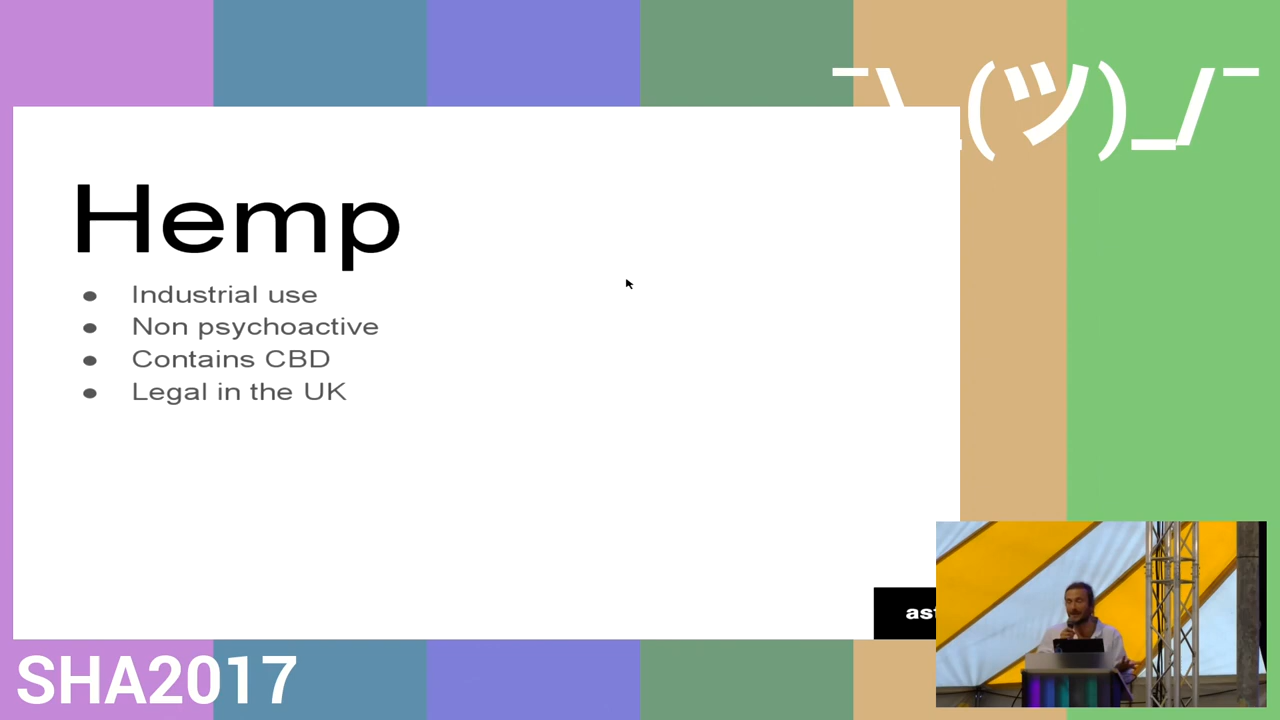 ¯\_(ツ)_/¯
Hemp
● Industrial use
● Non psychoactive
● Contains CBD
● Legal in the UK
SHA2017